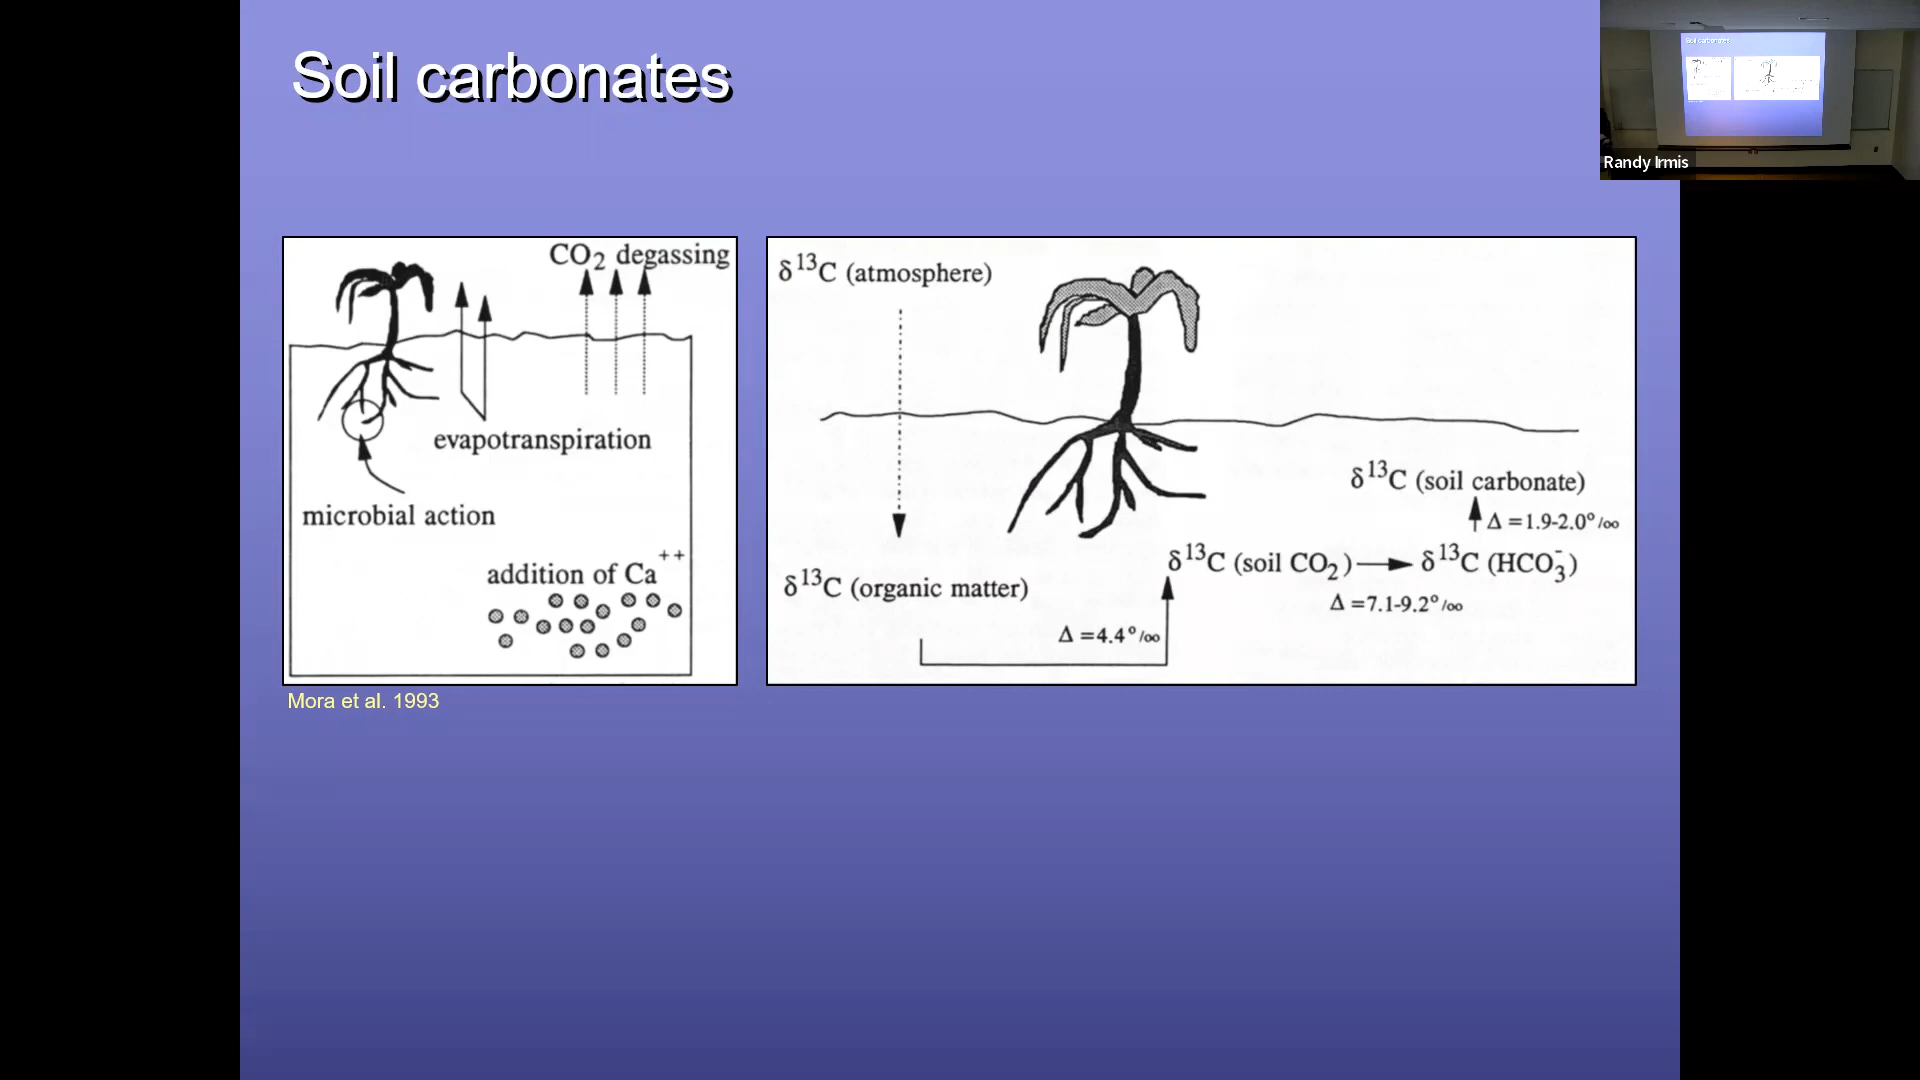 Soil carbonates
Randy Irmis
CO2 degassing
evapotranspiration
microbial action
addition of Ca++
Mora et al. 1993
δ13C (atmosphere)
δ13C (organic matter)
Δ =4.4°/oo
δ13C (soil CO2)
δ13C (HCO3-)
Δ =7.1-9.2°/oo
δ13C (soil carbonate)
Δ =1.9-2.0°/oo
Soil carbonates